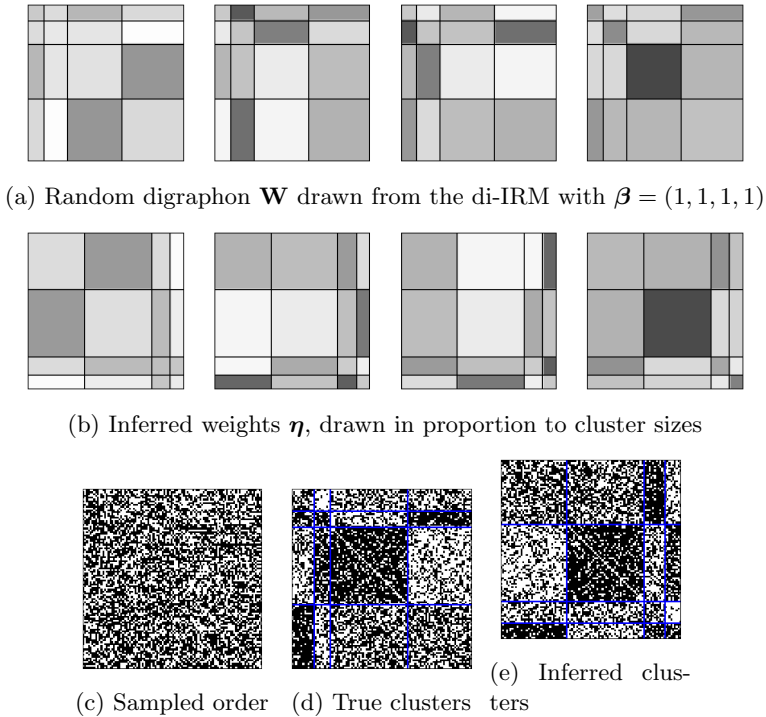 (a) Random digraphon W drawn from the di-IRM with β = (1, 1, 1, 1)
(b) Inferred weights η, drawn in proportion to cluster sizes
(c) Sampled order
(d) True clusters
(e) Inferred clus-
ters